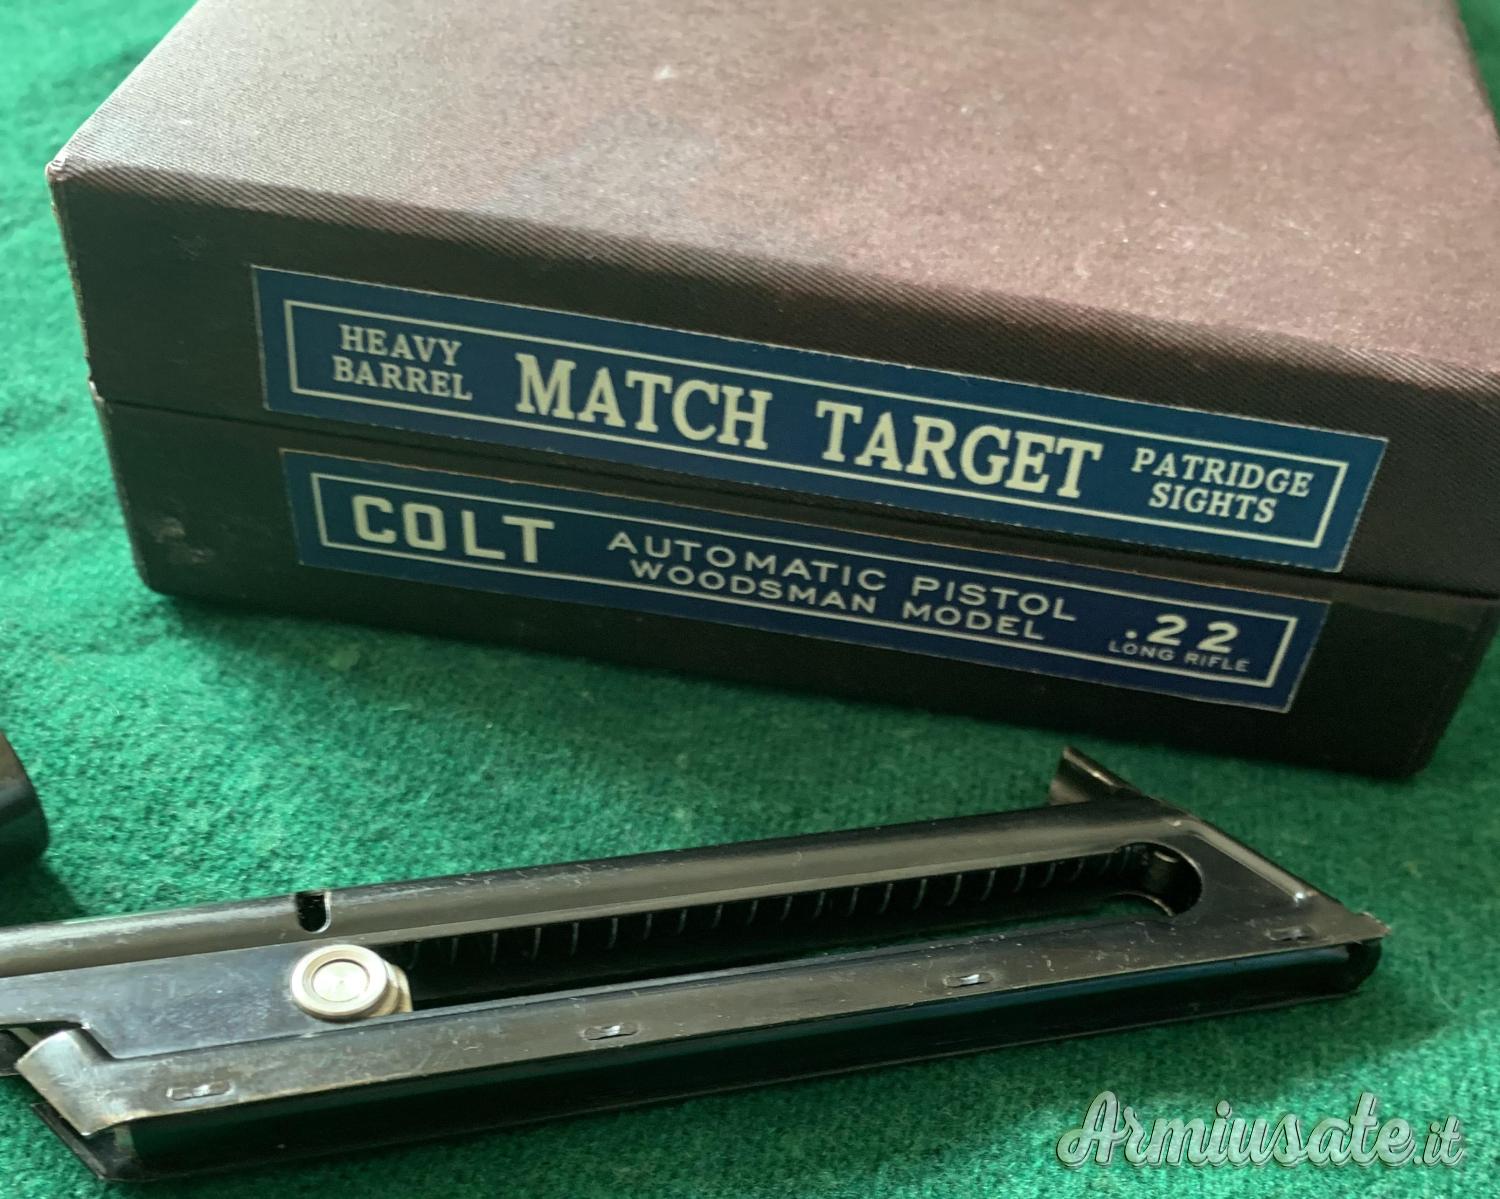 HEAVY
BARREL
MATCH TARGET
PATRIDGE
SIGHTS
COLT
AUTOMATIC PISTOL
WOODSMAN MODEL
.22
LONG RIFLE
Armiusate.it